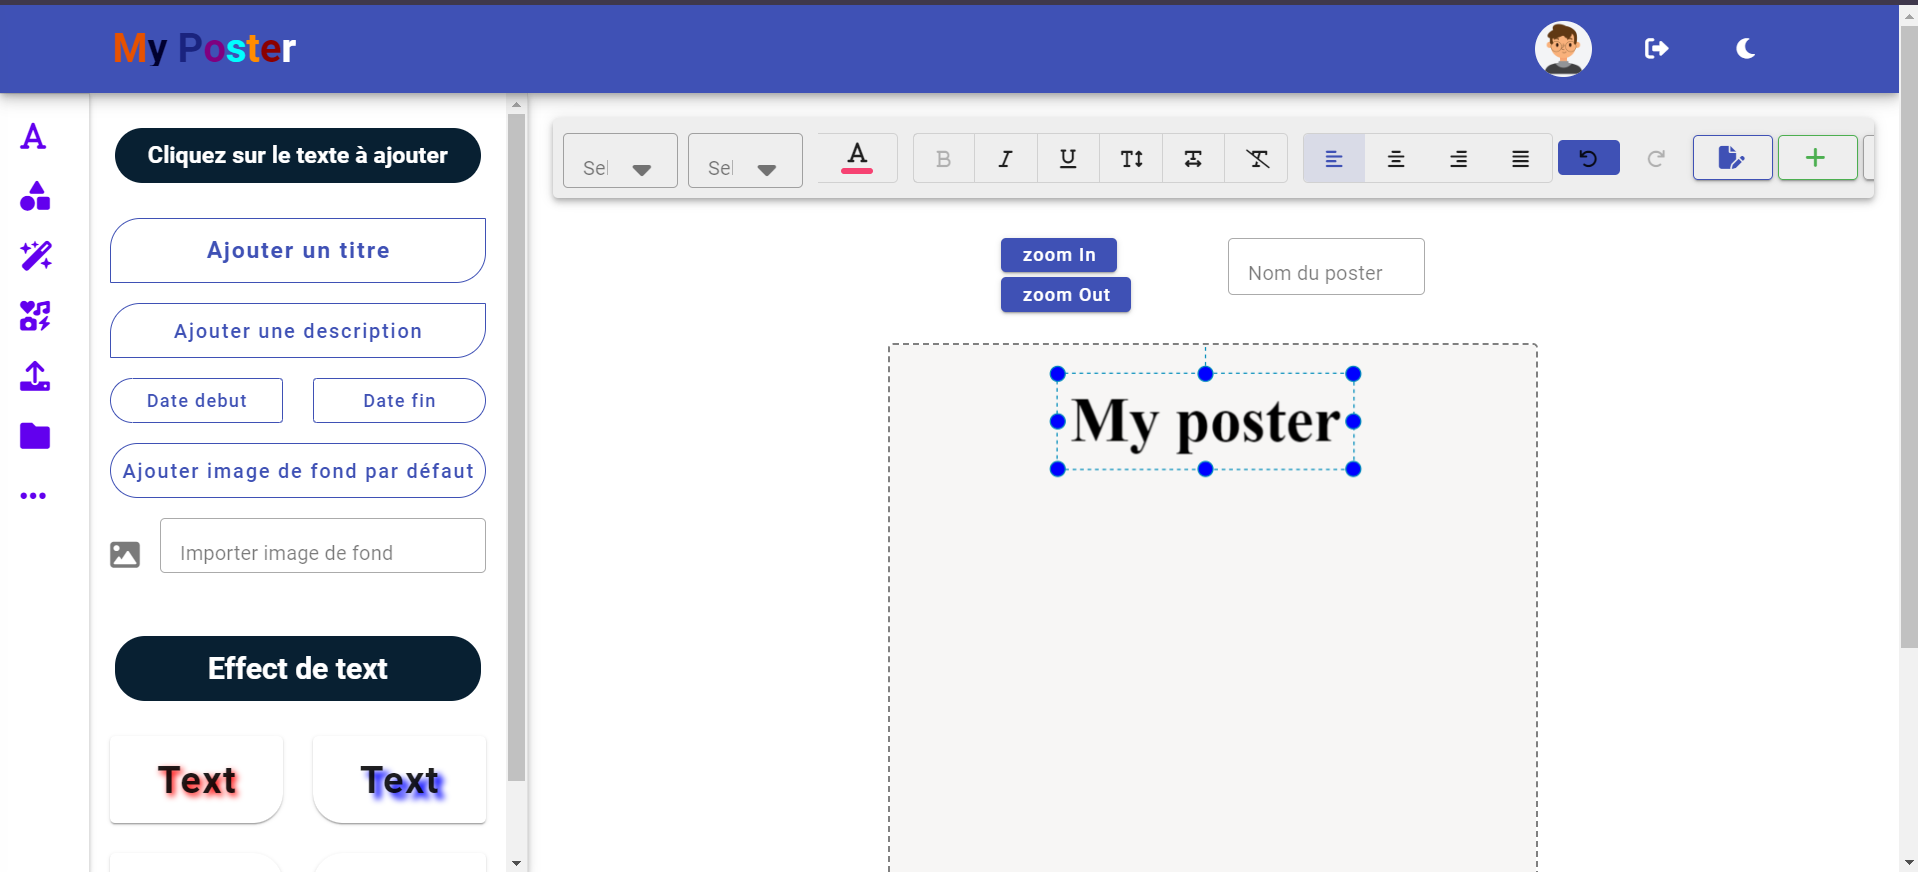 My Poster
Cliquez sur le texte à ajouter
Ajouter un titre
Ajouter une description
Date debut
Date fin
Ajouter image de fond par défaut
Importer image de fond
Effect de text
Text
Text
A
B
I
U
T
zoom In
zoom Out
Nom du poster
My poster